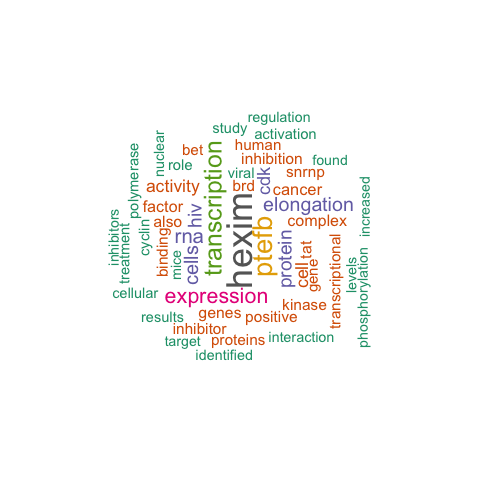 regulation
study
activation
nuclear
bet
human
polymerase
role
inhibition
found
viral
snrnp
transcription
cdk
activity
brd
cancer
hexim
elongation
increased
factor
hiv
also
ptefb
complex
inhibitors
treatment
cyclin
binding
rna
cellsa
protein
tat
transcriptional
mice
cell
gene
levels
phosphorylation
cellular
expression
genes
kinase
results
positive
inhibitor
target
proteins
interaction
identified